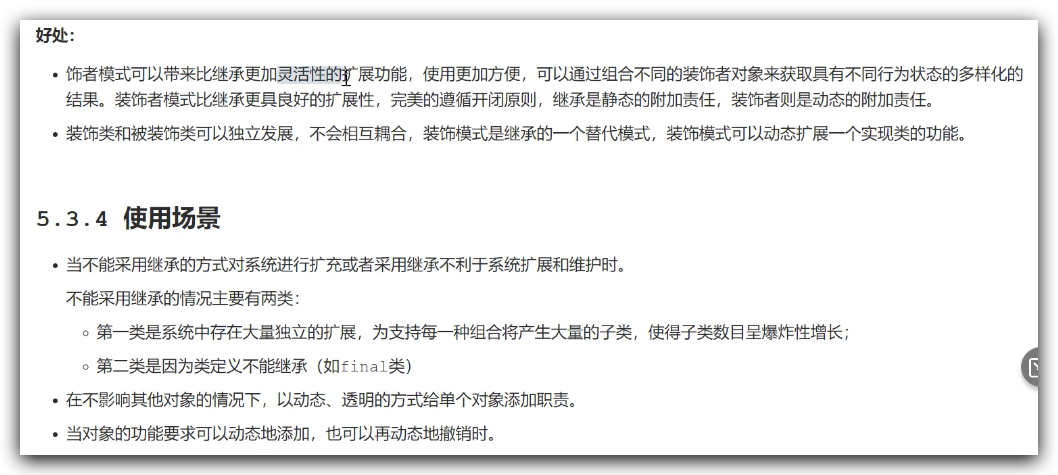 好处：
饰者模式可以带来比继承更加灵活性的扩展功能，使用更加方便，可以通过组合不同的装饰者对象来获取具有不同行为状态的多样化的
结果。装饰者模式比继承更具良好的扩展性，完美的遵循开闭原则，继承是静态的附加责任，装饰者则是动态的附加责任。
装饰类和被装饰类可以独立发展，不会相互耦合，装饰模式是继承的一个替代模式，装饰模式可以动态扩展一个实现类的功能。
5.3.4 使用场景
当不能采用继承的方式对系统进行扩充或者采用继承不利于系统扩展和维护时。
不能采用继承的情况主要有两类：
第一类是系统中存在大量独立的扩展，为支持每一种组合将产生大量的子类，使得子类数目呈爆炸性增长；
第二类是因为类定义不能继承（如final类）
在不影响其他对象的情况下，以动态、透明的方式给单个对象添加职责。
当对象的功能要求可以动态地添加，也可以再动态地撤销时。